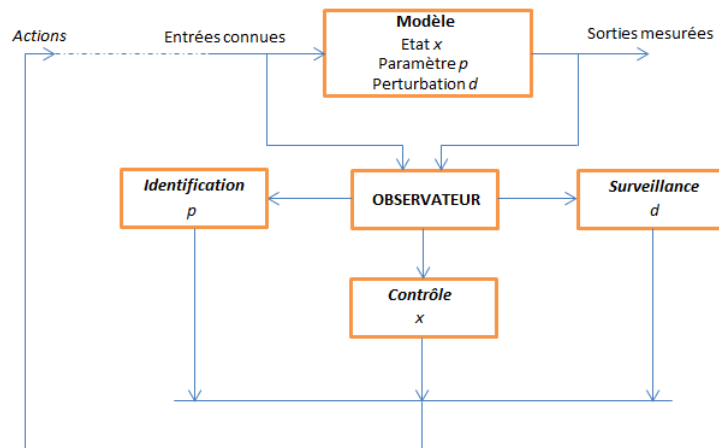 Modèle
Actions
Entrées connues
Sorties mesurées
Etat x
Paramètre p
Perturbation d
Identification
p
OBSERVATEUR
Surveillance
d
Contrôle
x